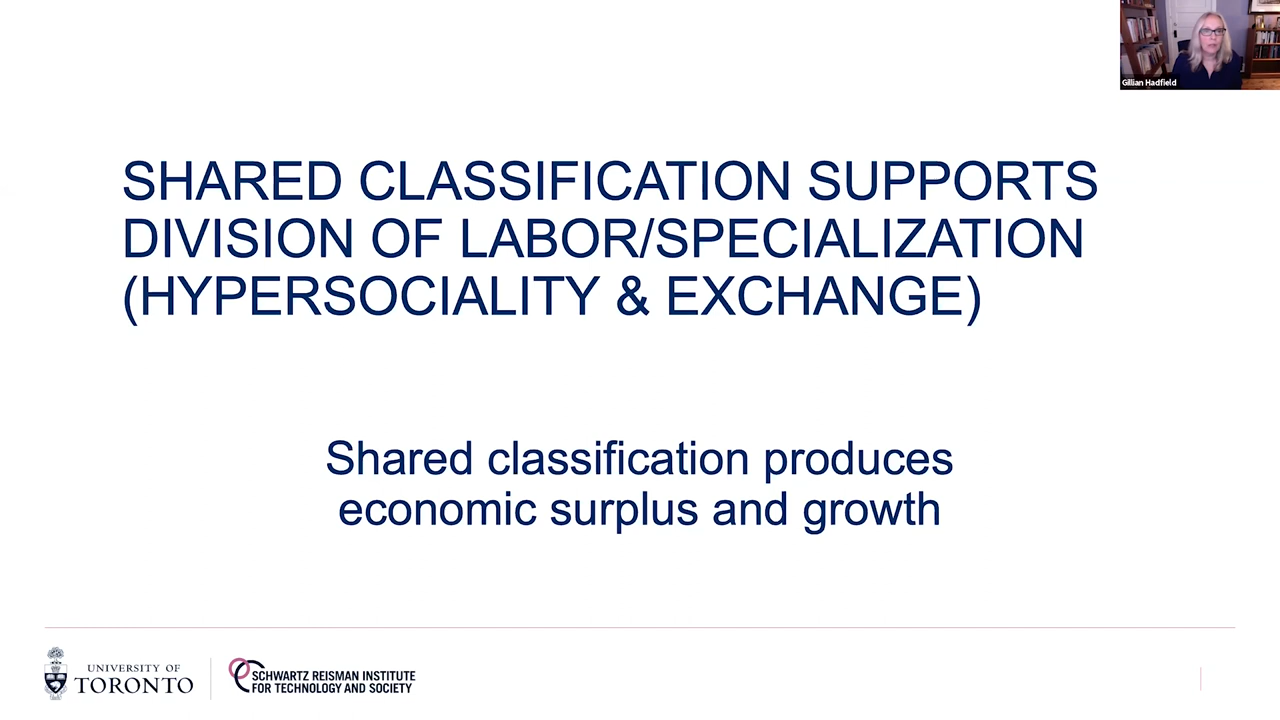 Gillian Hadfield
SHARED CLASSIFICATION SUPPORTS
DIVISION OF LABOR/SPECIALIZATION
(HYPERSOCIALITY & EXCHANGE)
Shared classification produces
economic surplus and growth
UNIVERSITY OF
TORONTO
SCHWARTZ REISMAN INSTITUTE
FOR TECHNOLOGY AND SOCIETY